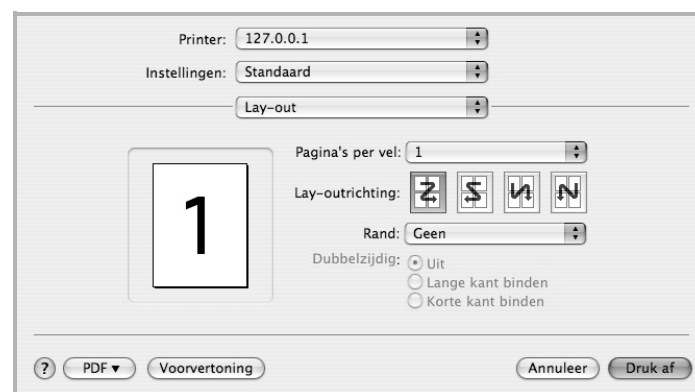 Printer: 127.0.0.1
Instellingen: Standaard
Lay-out
Pagina's per vel: 1
1
Lay-outrichting:
Rand: Geen
Dubbelzijdig: Uit
Lange kant binden
Korte kant binden
? PDF ▼ Voorvertoning Annuleer Druk af